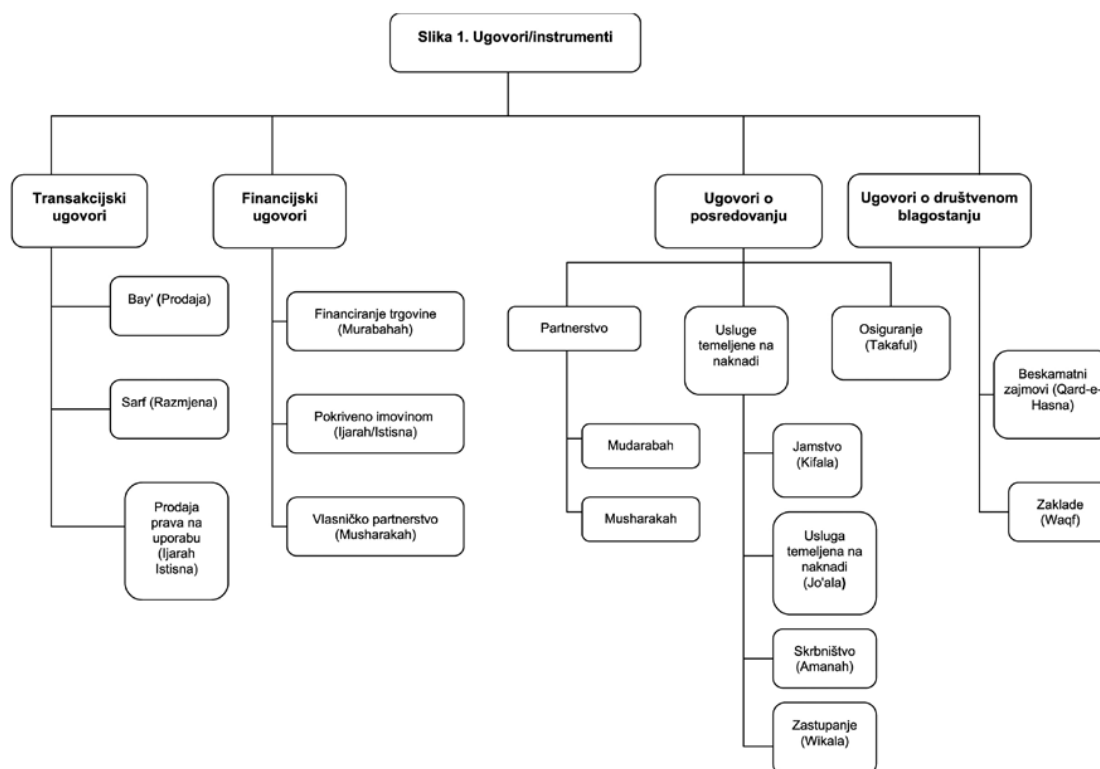 Slika 1. Ugovori/instrumenti
Transakcijski
ugovori
Financijski
ugovori
Ugovori o
posredovanju
Ugovori o društvenom
blagostanju
Bay' (Prodaja)
Sarf (Razmjena)
Prodaja
prava na
uporabu
(Ijarah
Istisna)
Financiranje trgovine
(Murabahah)
Pokriveno imovinom
(Ijarah/Istisna)
Vlasničko partnerstvo
(Musharakah)
Partnerstvo
Mudarabah
Musharakah
Usluge
temeljene na
naknadi
Jamstvo
(Kifala)
Usluga
temeljena na
naknadi
(Jo'ala)
Skrbništvo
(Amanah)
Zastupanje
(Wikala)
Osiguranje
(Takaful)
Beskamatni
zajmovi (Qard-e-
Hasna)
Zaklade
(Waqf)